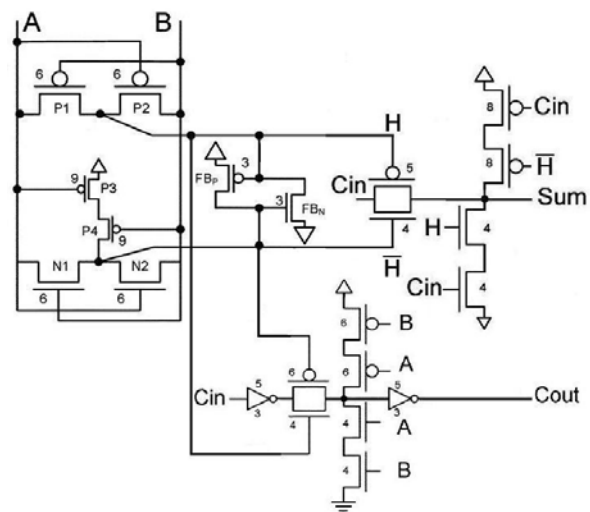 A B
6 6
P1 P2
9 P3
P4 9
N1 N2
6 6
FBP 3
3 FBN
H
Cin 5
4
H̅
8 Cin
8 H̅
Sum
H 4
Cin 4
6 B
6 A
Cin 5 3 6 4
5 3 Cout
4 A
4 B